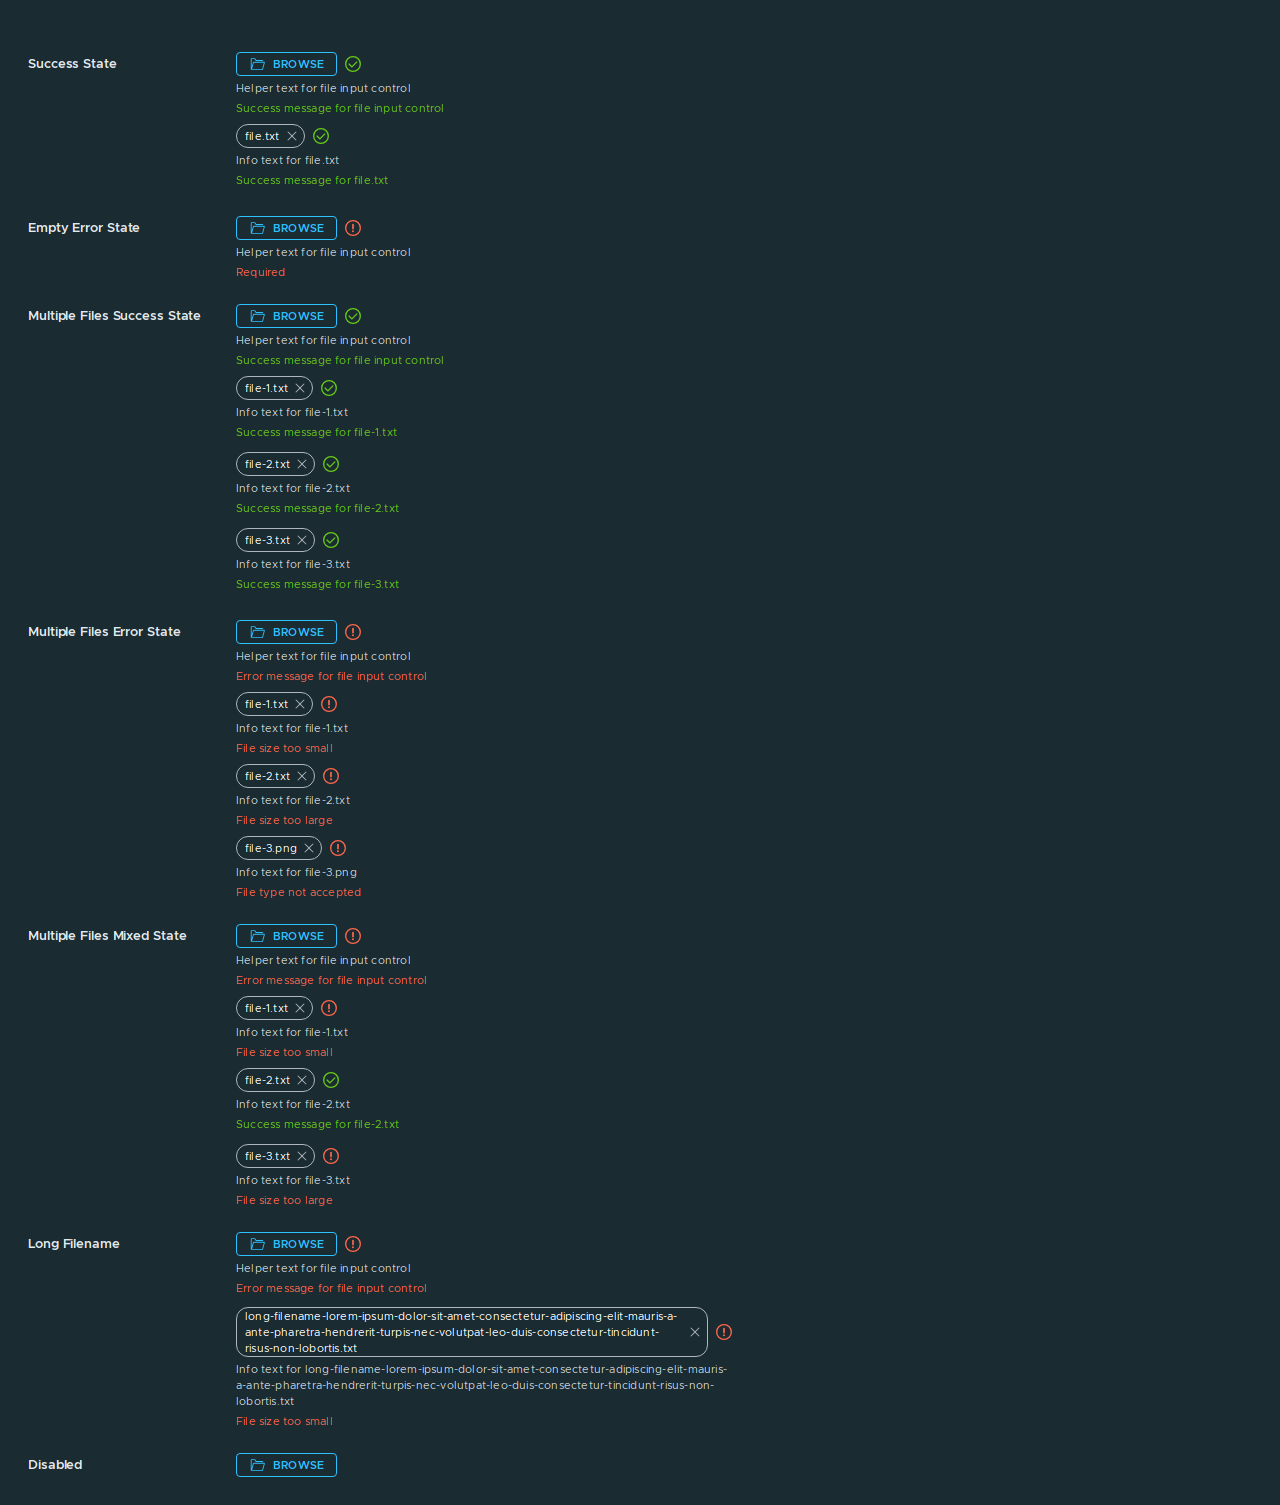 Success State
BROWSE
Helper text for file input control
Success message for file input control
file.txt
Info text for file.txt
Success message for file.txt
Empty Error State
BROWSE
Helper text for file input control
Required
Multiple Files Success State
BROWSE
Helper text for file input control
Success message for file input control
file-1.txt
Info text for file-1.txt
Success message for file-1.txt
file-2.txt
Info text for file-2.txt
Success message for file-2.txt
file-3.txt
Info text for file-3.txt
Success message for file-3.txt
Multiple Files Error State
BROWSE
Helper text for file input control
Error message for file input control
file-1.txt
Info text for file-1.txt
File size too small
file-2.txt
Info text for file-2.txt
File size too large
file-3.png
Info text for file-3.png
File type not accepted
Multiple Files Mixed State
BROWSE
Helper text for file input control
Error message for file input control
file-1.txt
Info text for file-1.txt
File size too small
file-2.txt
Info text for file-2.txt
Success message for file-2.txt
file-3.txt
Info text for file-3.txt
File size too large
Long Filename
BROWSE
Helper text for file input control
Error message for file input control
long-filename-lorem-ipsum-dolor-sit-amet-consectetur-adipiscing-elit-mauris-a-
ante-pharetra-hendrerit-turpis-nec-volutpat-leo-duis-consectetur-tincidunt-
risus-non-lobortis.txt
Info text for long-filename-lorem-ipsum-dolor-sit-amet-consectetur-adipiscing-elit-mauris-
a-ante-pharetra-hendrerit-turpis-nec-volutpat-leo-duis-consectetur-tincidunt-risus-non-
lobortis.txt
File size too small
Disabled
BROWSE